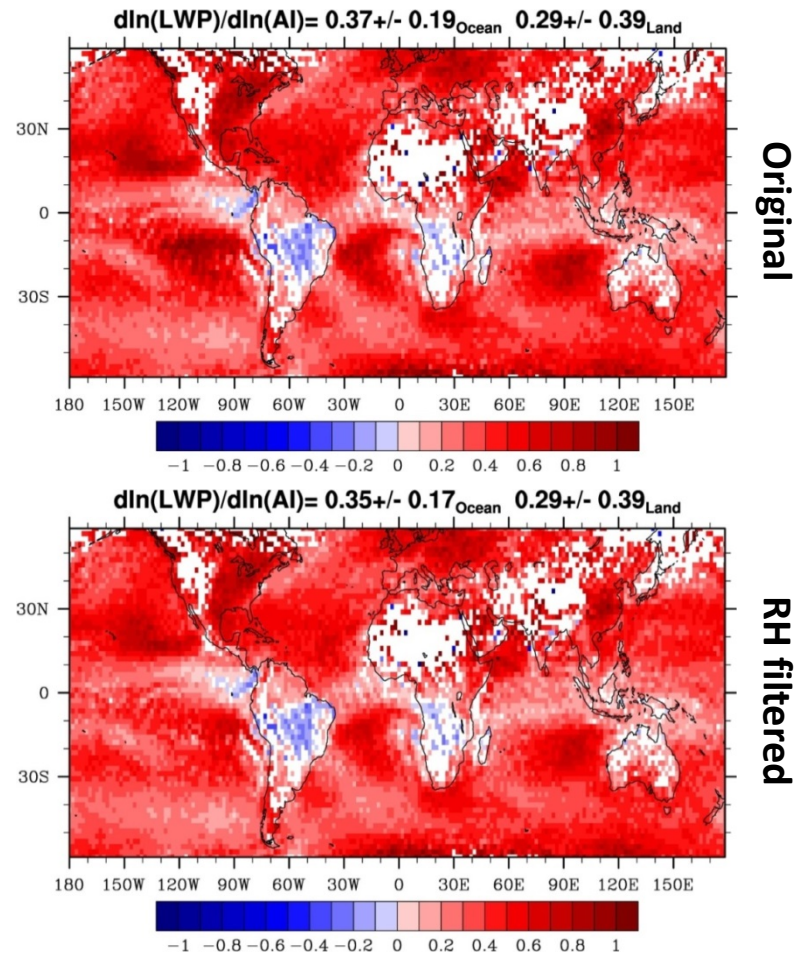 dln(LWP)/dln(AI)= 0.37+/- 0.19Ocean 0.29+/- 0.39Land
30N
0
30S
180 150W 120W 90W 60W 30W 0 30E 60E 90E 120E 150E
−1 −0.8 −0.6 −0.4 −0.2 0 0.2 0.4 0.6 0.8 1
Original
dln(LWP)/dln(AI)= 0.35+/- 0.17Ocean 0.29+/- 0.39Land
30N
0
30S
180 150W 120W 90W 60W 30W 0 30E 60E 90E 120E 150E
−1 −0.8 −0.6 −0.4 −0.2 0 0.2 0.4 0.6 0.8 1
RH filtered